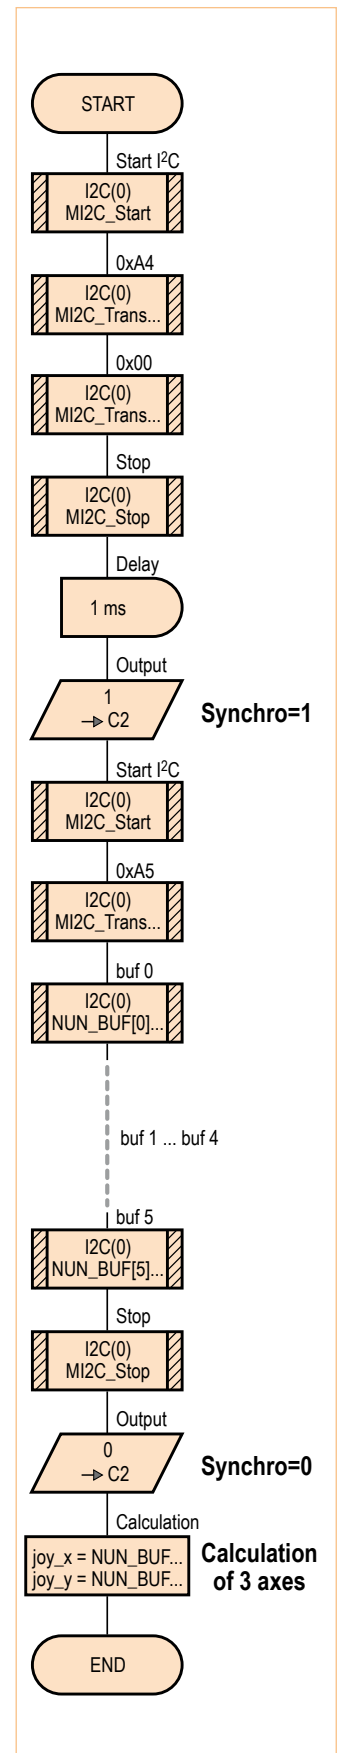 START
Start I²C
I2C(0)
MI2C_Start
0xA4
I2C(0)
MI2C_Trans...
0x00
I2C(0)
MI2C_Trans...
Stop
I2C(0)
MI2C_Stop
Delay
1 ms
Output
1
→ C2
Synchro=1
Start I²C
I2C(0)
MI2C_Start
0xA5
I2C(0)
MI2C_Trans...
buf 0
I2C(0)
NUN_BUF[0]...
buf 1 ... buf 4
buf 5
I2C(0)
NUN_BUF[5]...
Stop
I2C(0)
MI2C_Stop
Output
0
→ C2
Synchro=0
Calculation
joy_x = NUN_BUF...
joy_y = NUN_BUF...
Calculation
of 3 axes
END